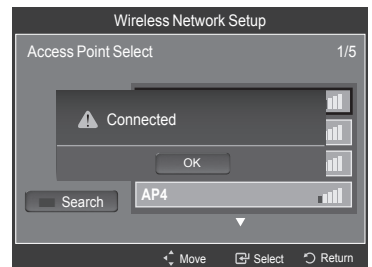 Wireless Network Setup
Access Point Select 1/5
Connected
OK
Search
AP4
Move Select Return